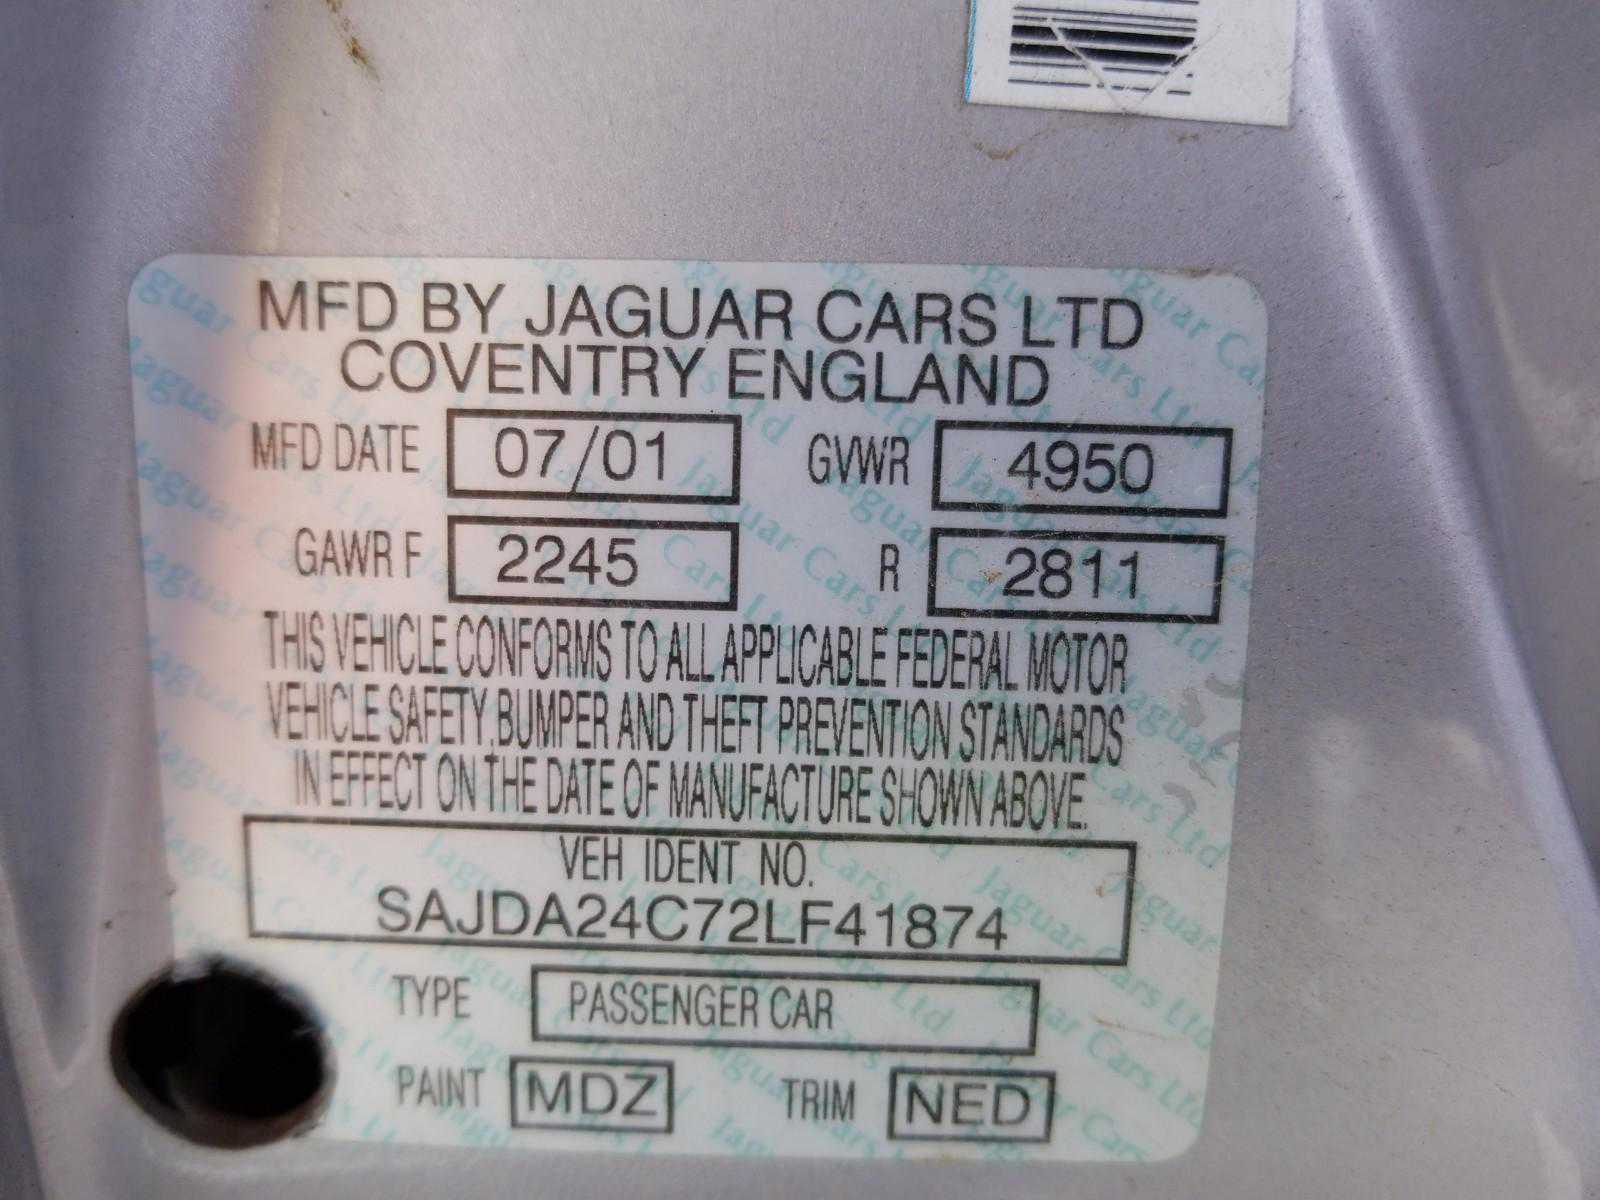 MFD BY JAGUAR CARS LTD
COVENTRY ENGLAND
MFD DATE 07/01 GVWR 4950
GAWR F 2245 R 2811
THIS VEHICLE CONFORMS TO ALL APPLICABLE FEDERAL MOTOR
VEHICLE SAFETY,BUMPER AND THEFT PREVENTION STANDARDS
IN EFFECT ON THE DATE OF MANUFACTURE SHOWN ABOVE.
VEH IDENT NO.
SAJDA24C72LF41874
TYPE PASSENGER CAR
PAINT MDZ TRIM NED